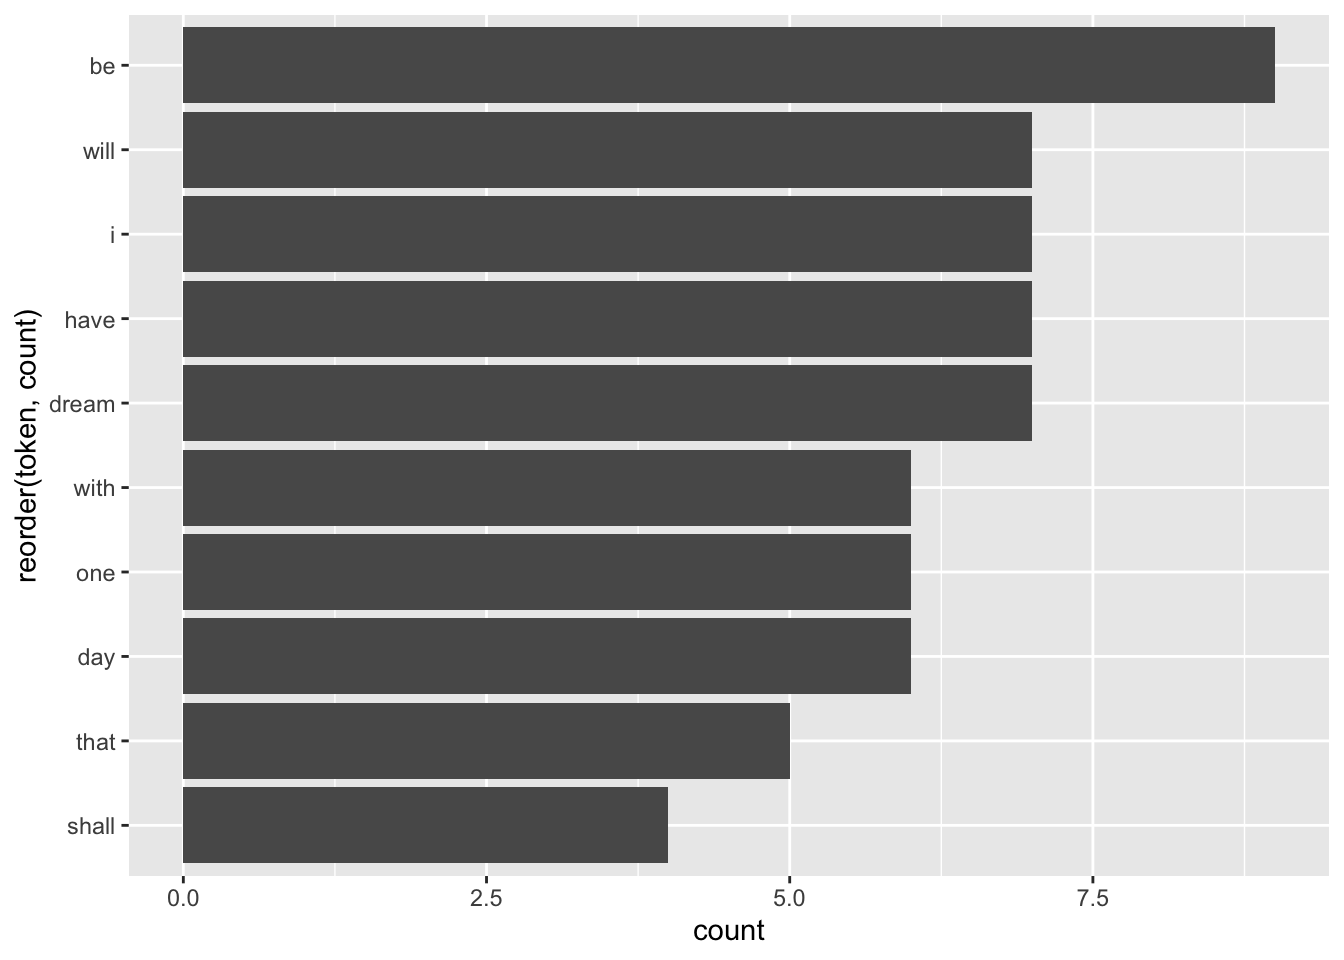 be
will
i
have
dream
with
one
day
that
shall
reorder(token, count)
0.0 2.5 5.0 7.5
count